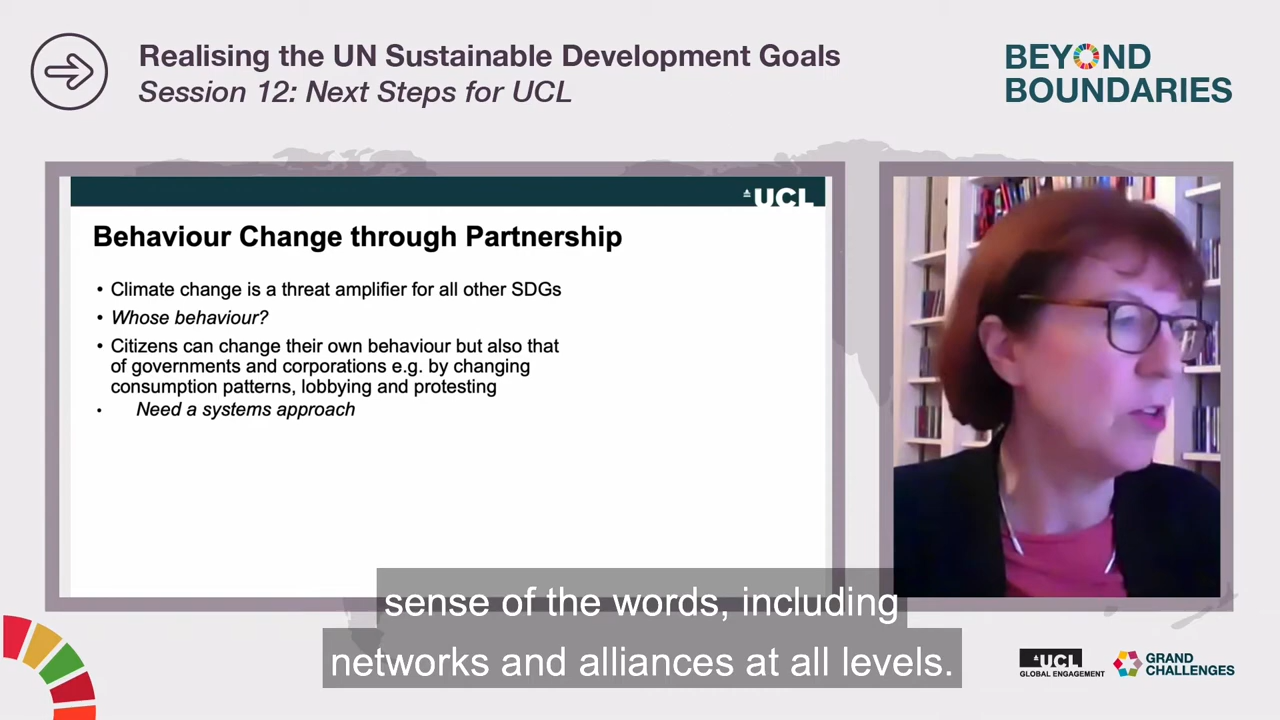 Realising the UN Sustainable Development Goals
Session 12: Next Steps for UCL
BEYOND
BOUNDARIES
UCL
Behaviour Change through Partnership
• Climate change is a threat amplifier for all other SDGs
• Whose behaviour?
• Citizens can change their own behaviour but also that
of governments and corporations e.g. by changing
consumption patterns, lobbying and protesting
• Need a systems approach
sense of the words, including
networks and alliances at all levels.
UCL
GLOBAL ENGAGEMENT
GRAND
CHALLENGES